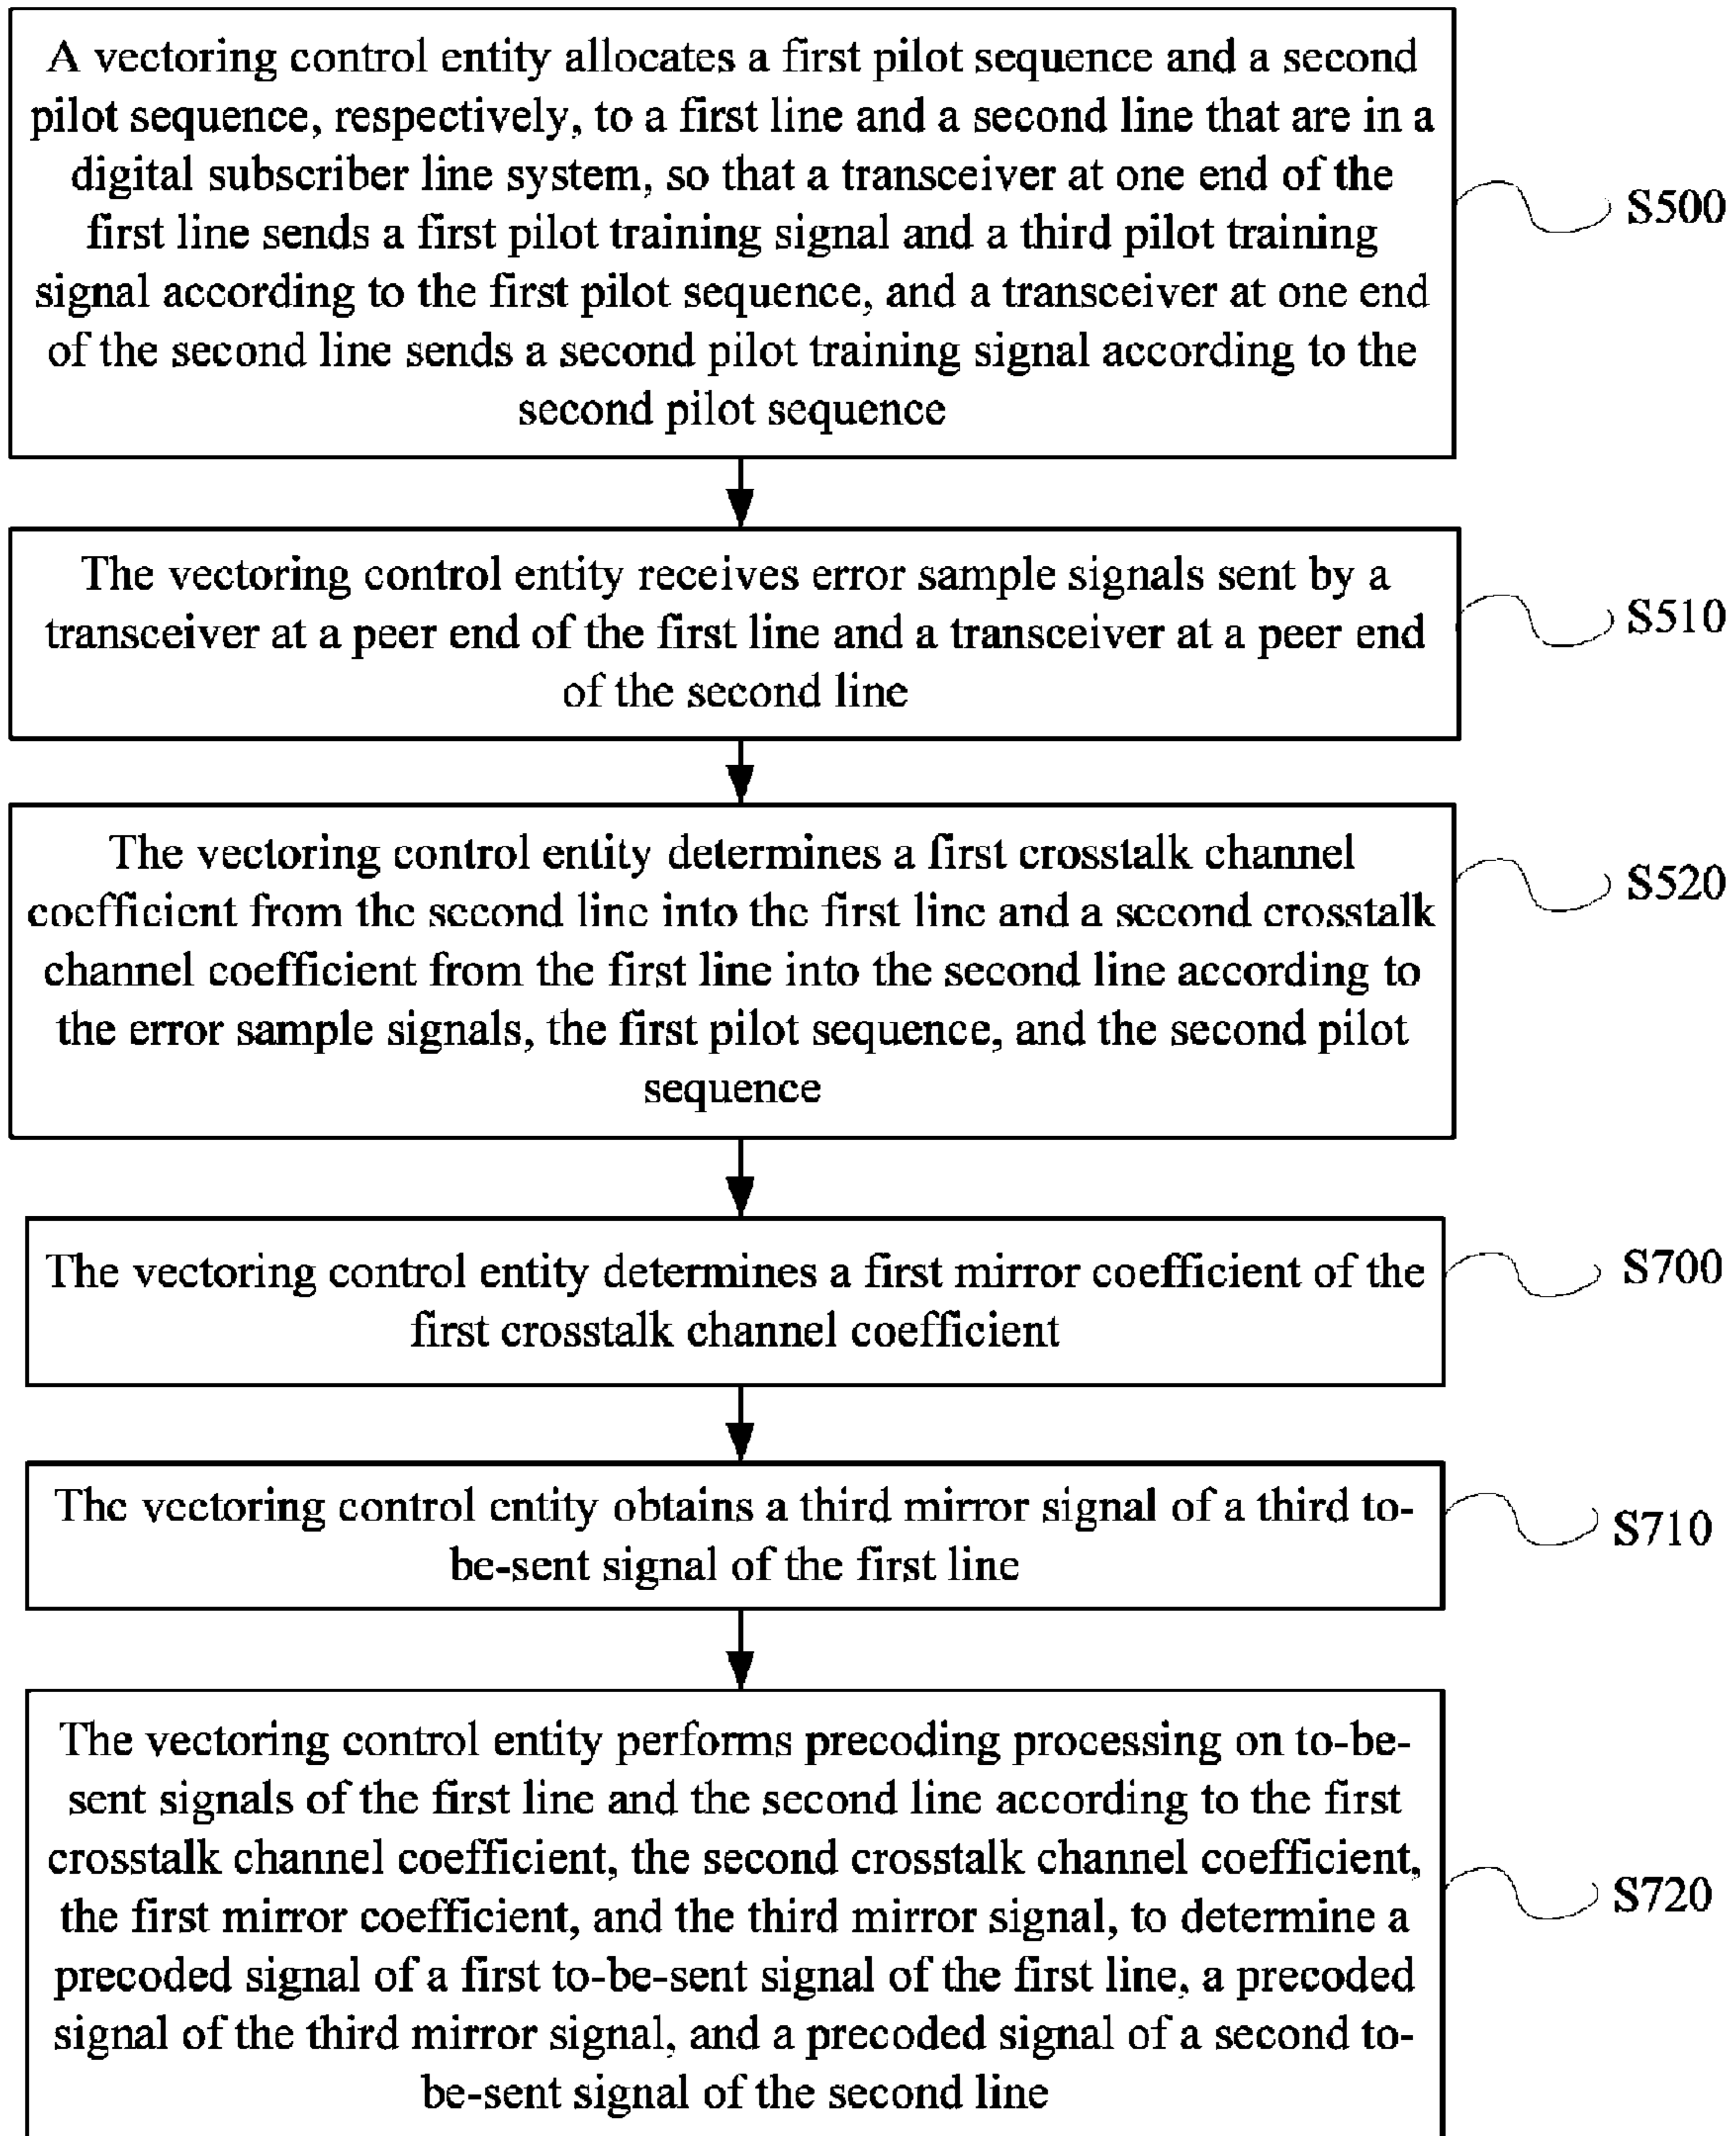 A vectoring control entity allocates a first pilot sequence and a second
pilot sequence, respectively, to a first line and a second line that are in a
digital subscriber line system, so that a transceiver at one end of the
first line sends a first pilot training signal and a third pilot training
signal according to the first pilot sequence, and a transceiver at one end
of the second line sends a second pilot training signal according to the
second pilot sequence
S500
The vectoring control entity receives error sample signals sent by a
transceiver at a peer end of the first line and a transceiver at a peer end
of the second line
S510
The vectoring control entity determines a first crosstalk channel
coefficient from the second line into the first line and a second crosstalk
channel coefficient from the first line into the second line according to
the error sample signals, the first pilot sequence, and the second pilot
sequence
S520
The vectoring control entity determines a first mirror coefficient of the
first crosstalk channel coefficient
S700
The vectoring control entity obtains a third mirror signal of a third to-
be-sent signal of the first line
S710
The vectoring control entity performs precoding processing on to-be-
sent signals of the first line and the second line according to the first
crosstalk channel coefficient, the second crosstalk channel coefficient,
the first mirror coefficient, and the third mirror signal, to determine a
precoded signal of a first to-be-sent signal of the first line, a precoded
signal of the third mirror signal, and a precoded signal of a second to-
be-sent signal of the second line
S720